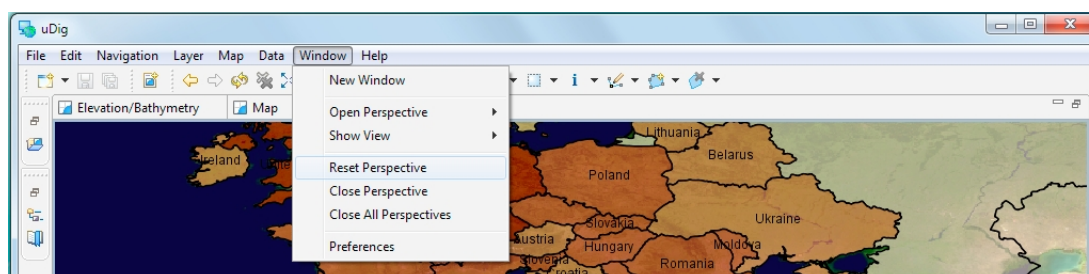 uDig
File Edit Navigation Layer Map Data Window Help
New Window
Elevation/Bathymetry Map
Open Perspective
Show View
Reset Perspective
Close Perspective
Close All Perspectives
Preferences
Ireland
Lithuania
Belarus
Poland
Ukraine
Slovakia
Austria
Hungary
Moldova
Slovenia
Romania
Croatia